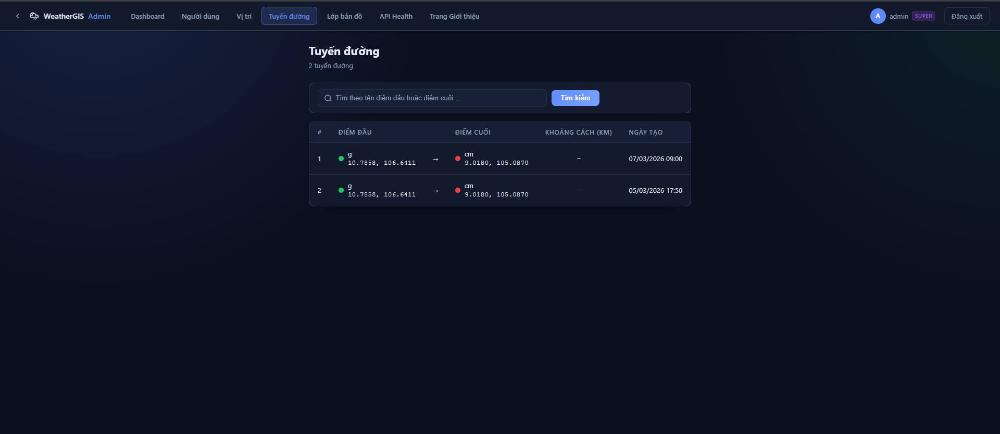 WeatherGIS Admin Dashboard Người dùng Vị trí Tuyến đường Lớp bản đồ API Health Trang Giới thiệu A admin SUPER Đăng xuất
Tuyến đường
2 tuyến đường
Tìm theo tên điểm đầu hoặc điểm cuối... Tìm kiếm
# ĐIỂM ĐẦU ĐIỂM CUỐI KHOẢNG CÁCH (KM) NGÀY TẠO
1 g → cm – 07/03/2026 09:00
10.7858, 106.6411 9.0180, 105.0870
2 g → cm – 05/03/2026 17:50
10.7858, 106.6411 9.0180, 105.0870